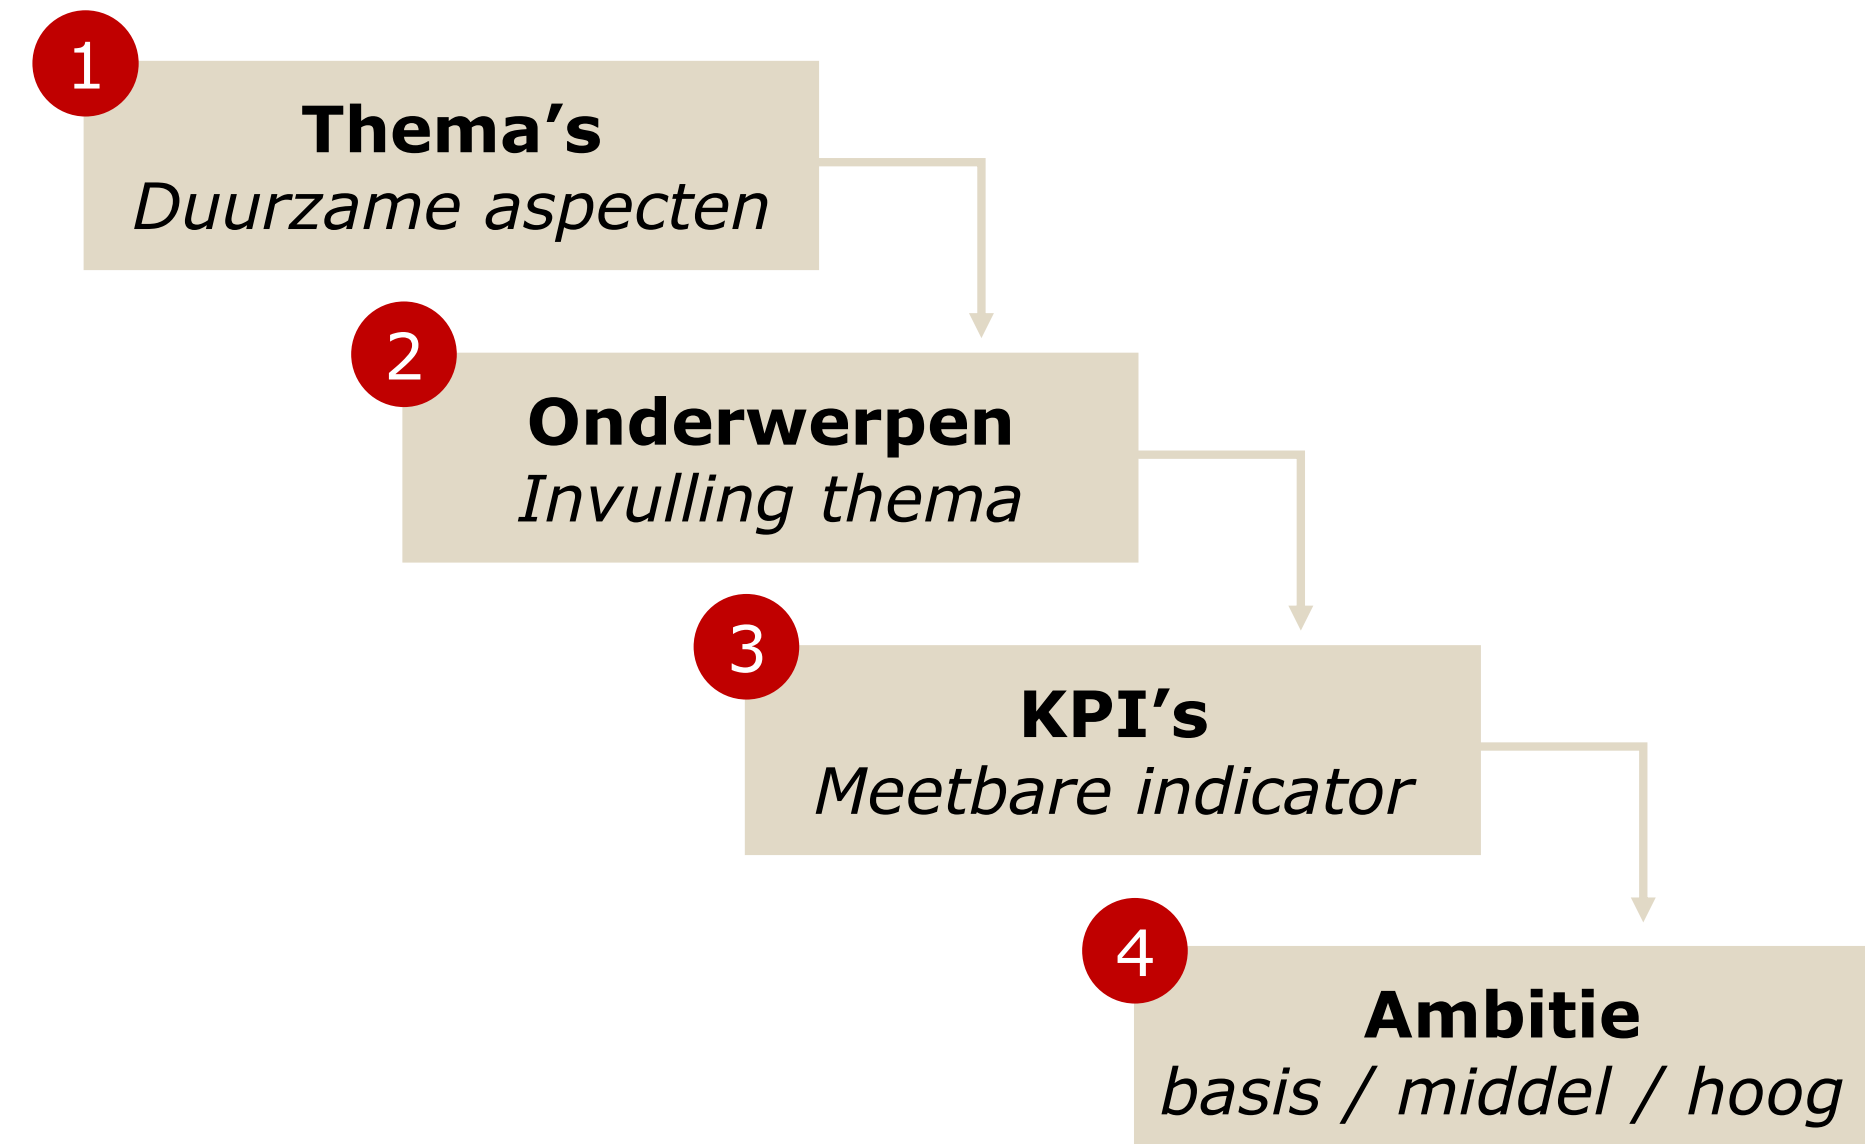 1
Thema’s
Duurzame aspecten
2
Onderwerpen
Invulling thema
3
KPI’s
Meetbare indicator
4
Ambitie
basis / middel / hoog